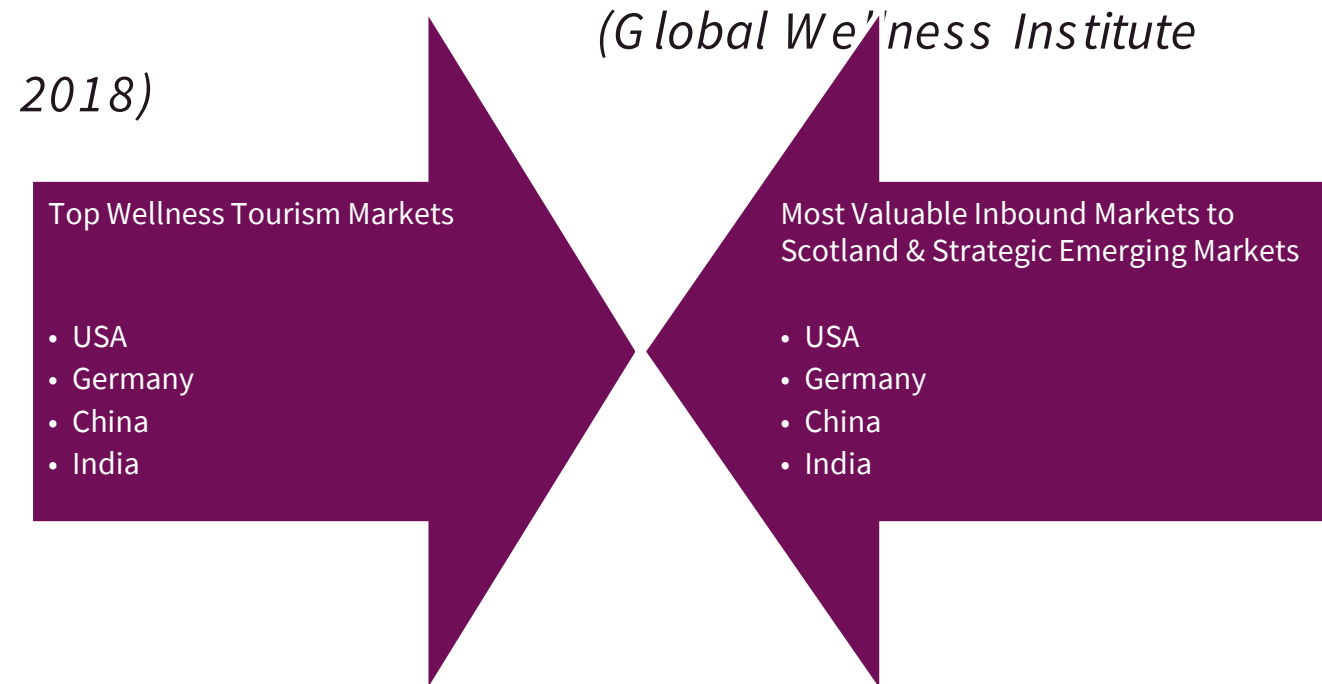 (Global Wellness Institute
2018)
Top Wellness Tourism Markets
• USA
• Germany
• China
• India
Most Valuable Inbound Markets to
Scotland & Strategic Emerging Markets
• USA
• Germany
• China
• India